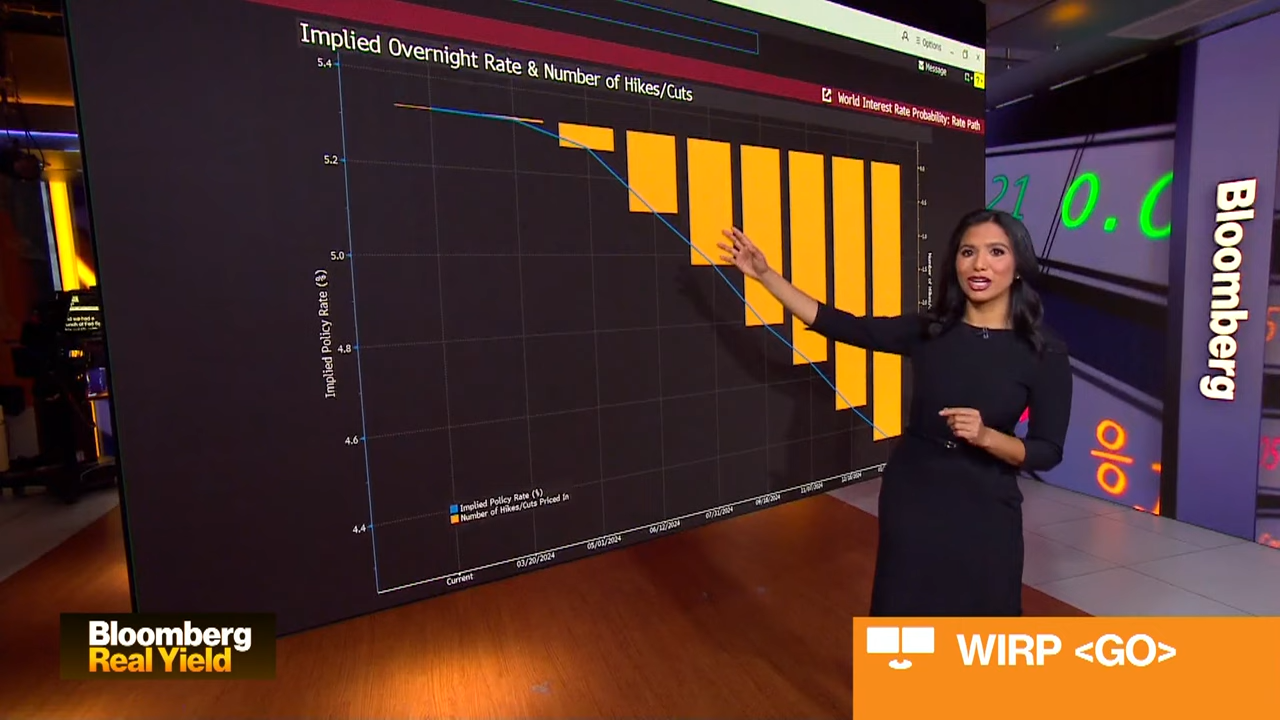 Options
Message
Implied Overnight Rate & Number of Hikes/Cuts
World Interest Rate Probability: Rate Path
5.4
5.2
5.0
4.8
4.6
4.4
Implied Policy Rate (%)
Implied Policy Rate (%)
Number of Hikes/Cuts Priced In
Current
03/20/2024
05/01/2024
06/12/2024
07/31/2024
09/18/2024
11/07/2024
21
0.0
%
Bloomberg
Bloomberg
Real Yield
WIRP <GO>